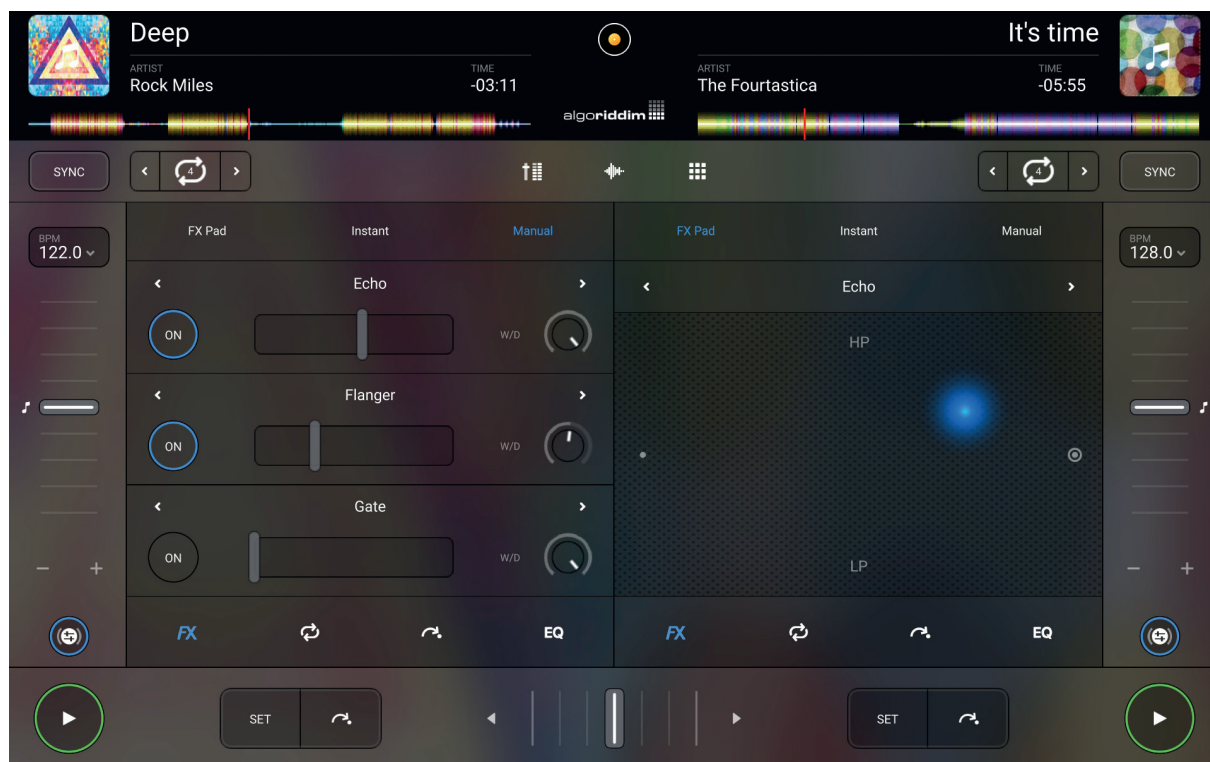 Deep
It's time
ARTIST
TIME
Rock Miles
-03:11
ARTIST
TIME
The Fourtastica
-05:55
algoriddim
SYNC
4
4
SYNC
BPM
122.0
FX Pad
Instant
Manual
FX Pad
Instant
Manual
BPM
128.0
Echo
ON
W/D
Flanger
ON
W/D
Gate
ON
W/D
Echo
HP
LP
FX
EQ
FX
EQ
SET
SET